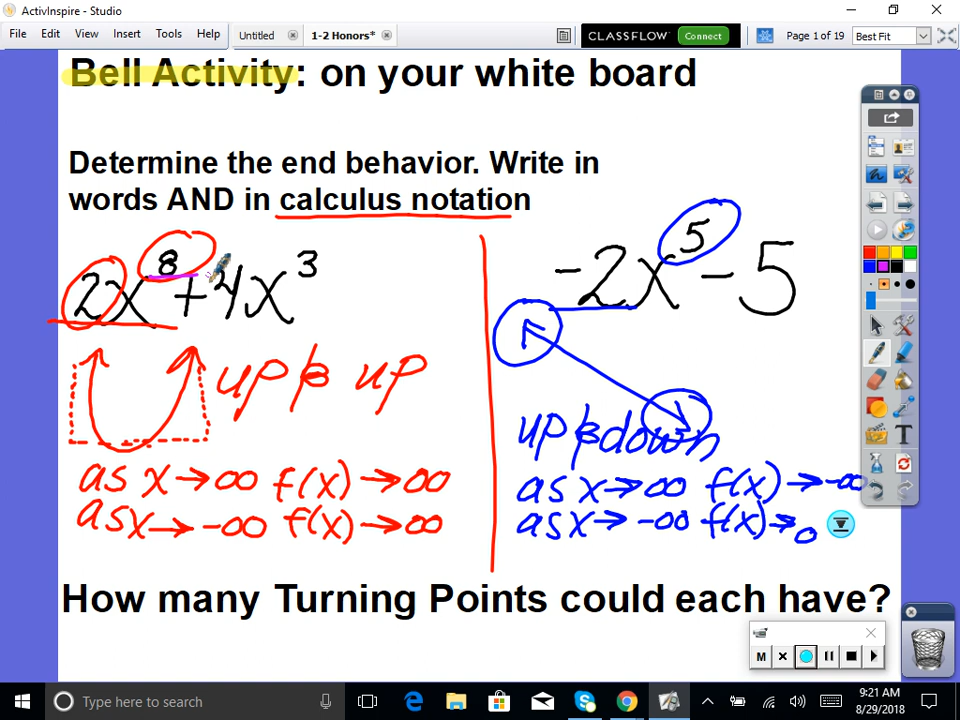 ActivInspire - Studio
File Edit View Insert Tools Help Untitled 1-2 Honors* CLASSFLOW Connect Page 1 of 19 Best Fit
Bell Activity: on your white board
Determine the end behavior. Write in
words AND in calculus notation
2x⁸ + 4x³
up & up
as x → ∞ f(x) → ∞
as x → -∞ f(x) → ∞
-2x⁵ - 5
up & down
as x → ∞ f(x) → -∞
as x → -∞ f(x) →
How many Turning Points could each have?
M
Type here to search
9:21 AM
8/29/2018